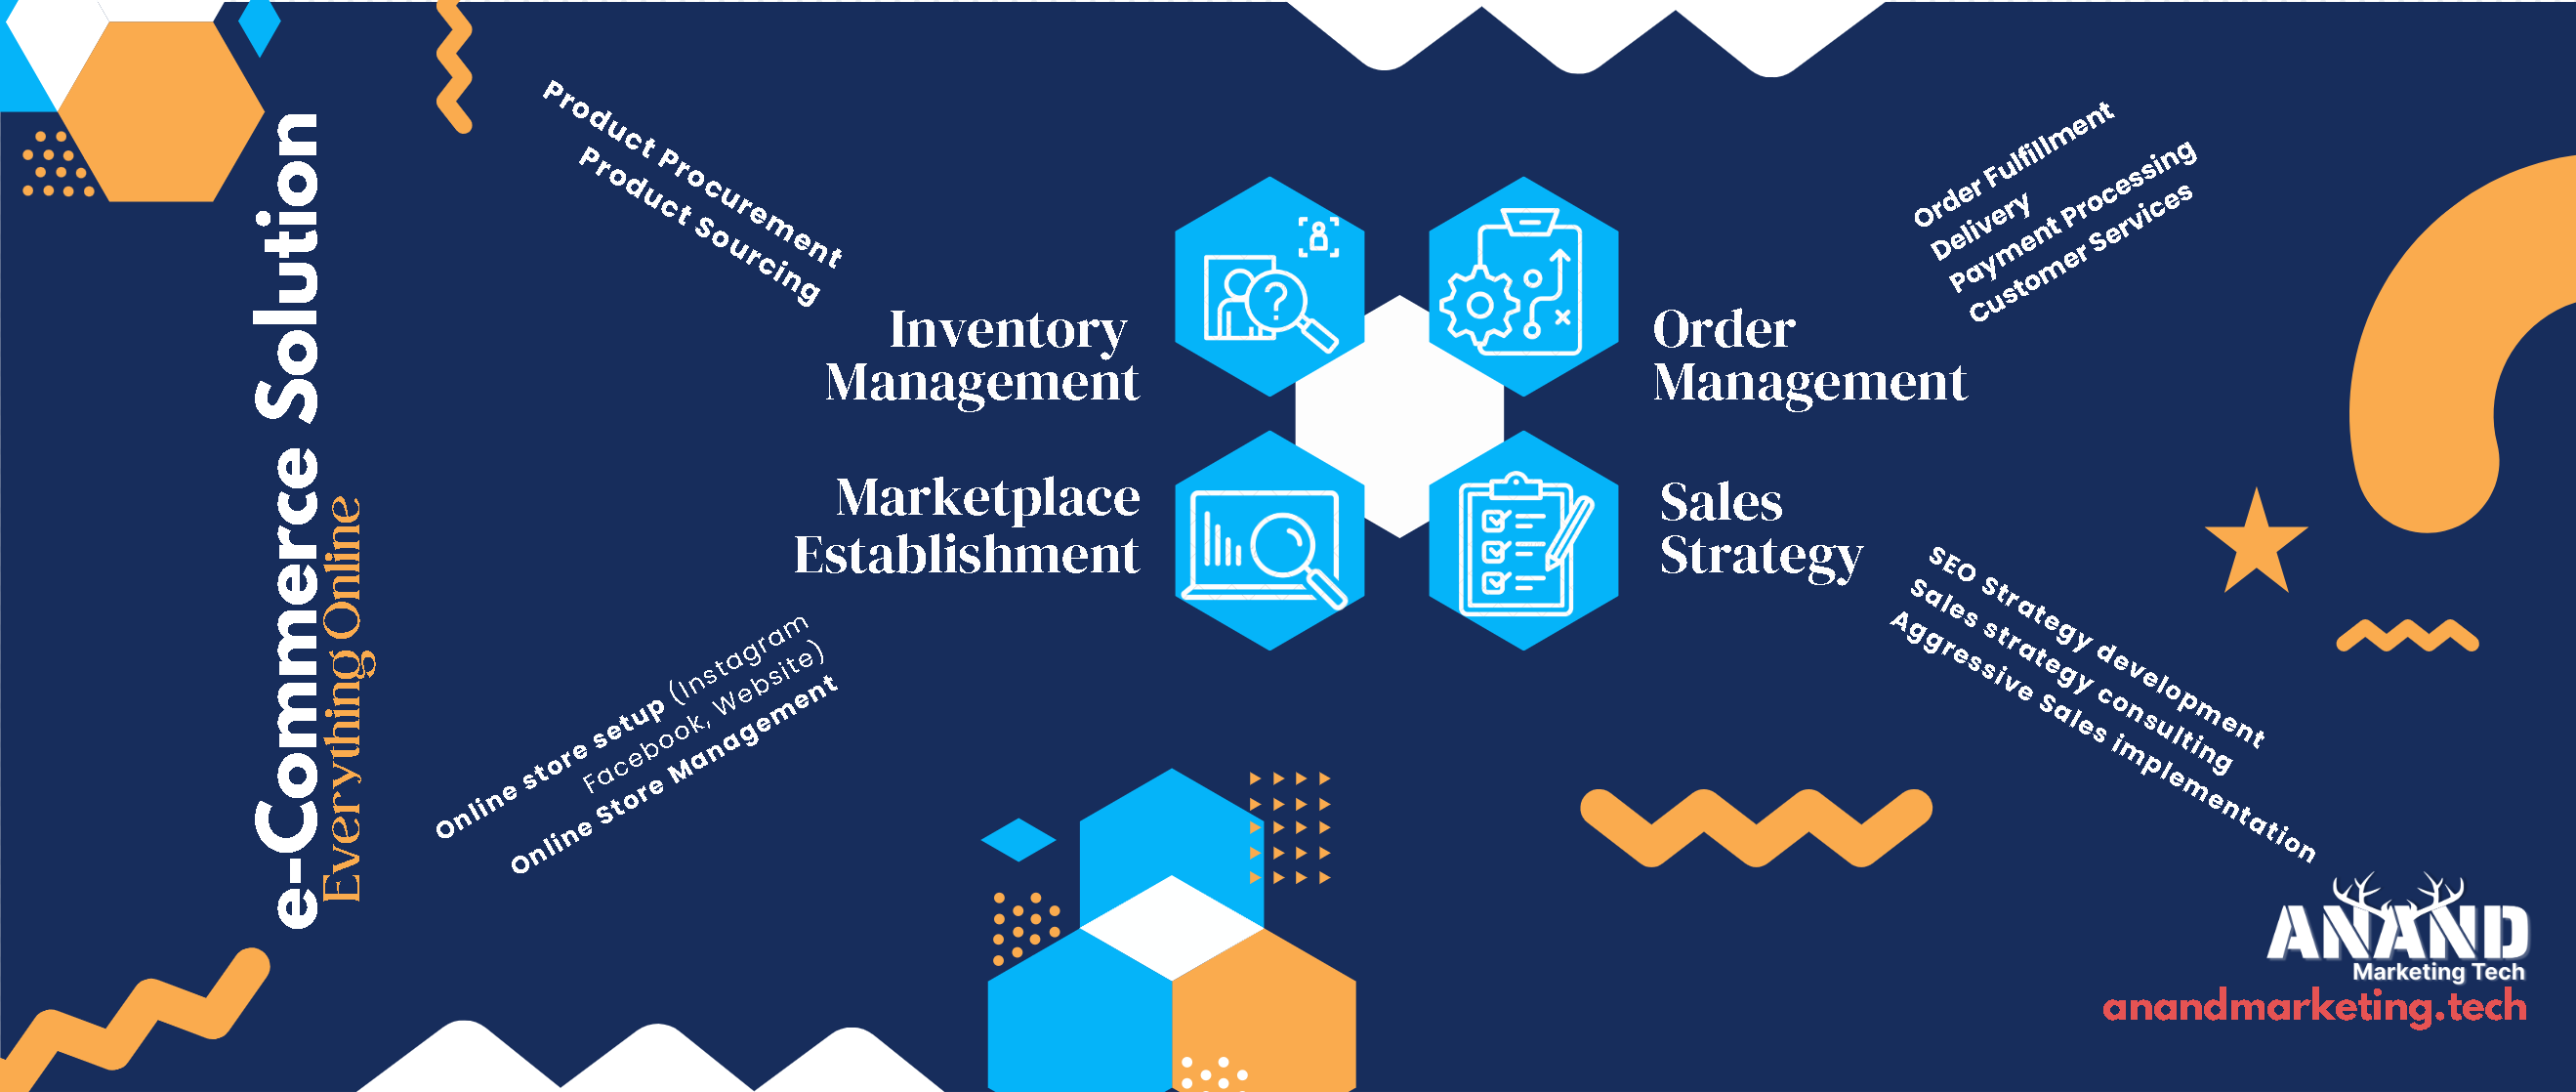 e-Commerce Solution
Everything Online
Product Procurement
Product Sourcing
Inventory
Management
Order
Management
Order Fulfillment
Delivery
Payment Processing
Customer Services
Marketplace
Establishment
Online store setup (Instagram
Facebook, Website)
Online Store Management
Sales
Strategy
SEO Strategy development
Sales strategy consulting
Aggressive Sales implementation
?
ANAND
Marketing Tech
anandmarketing.tech